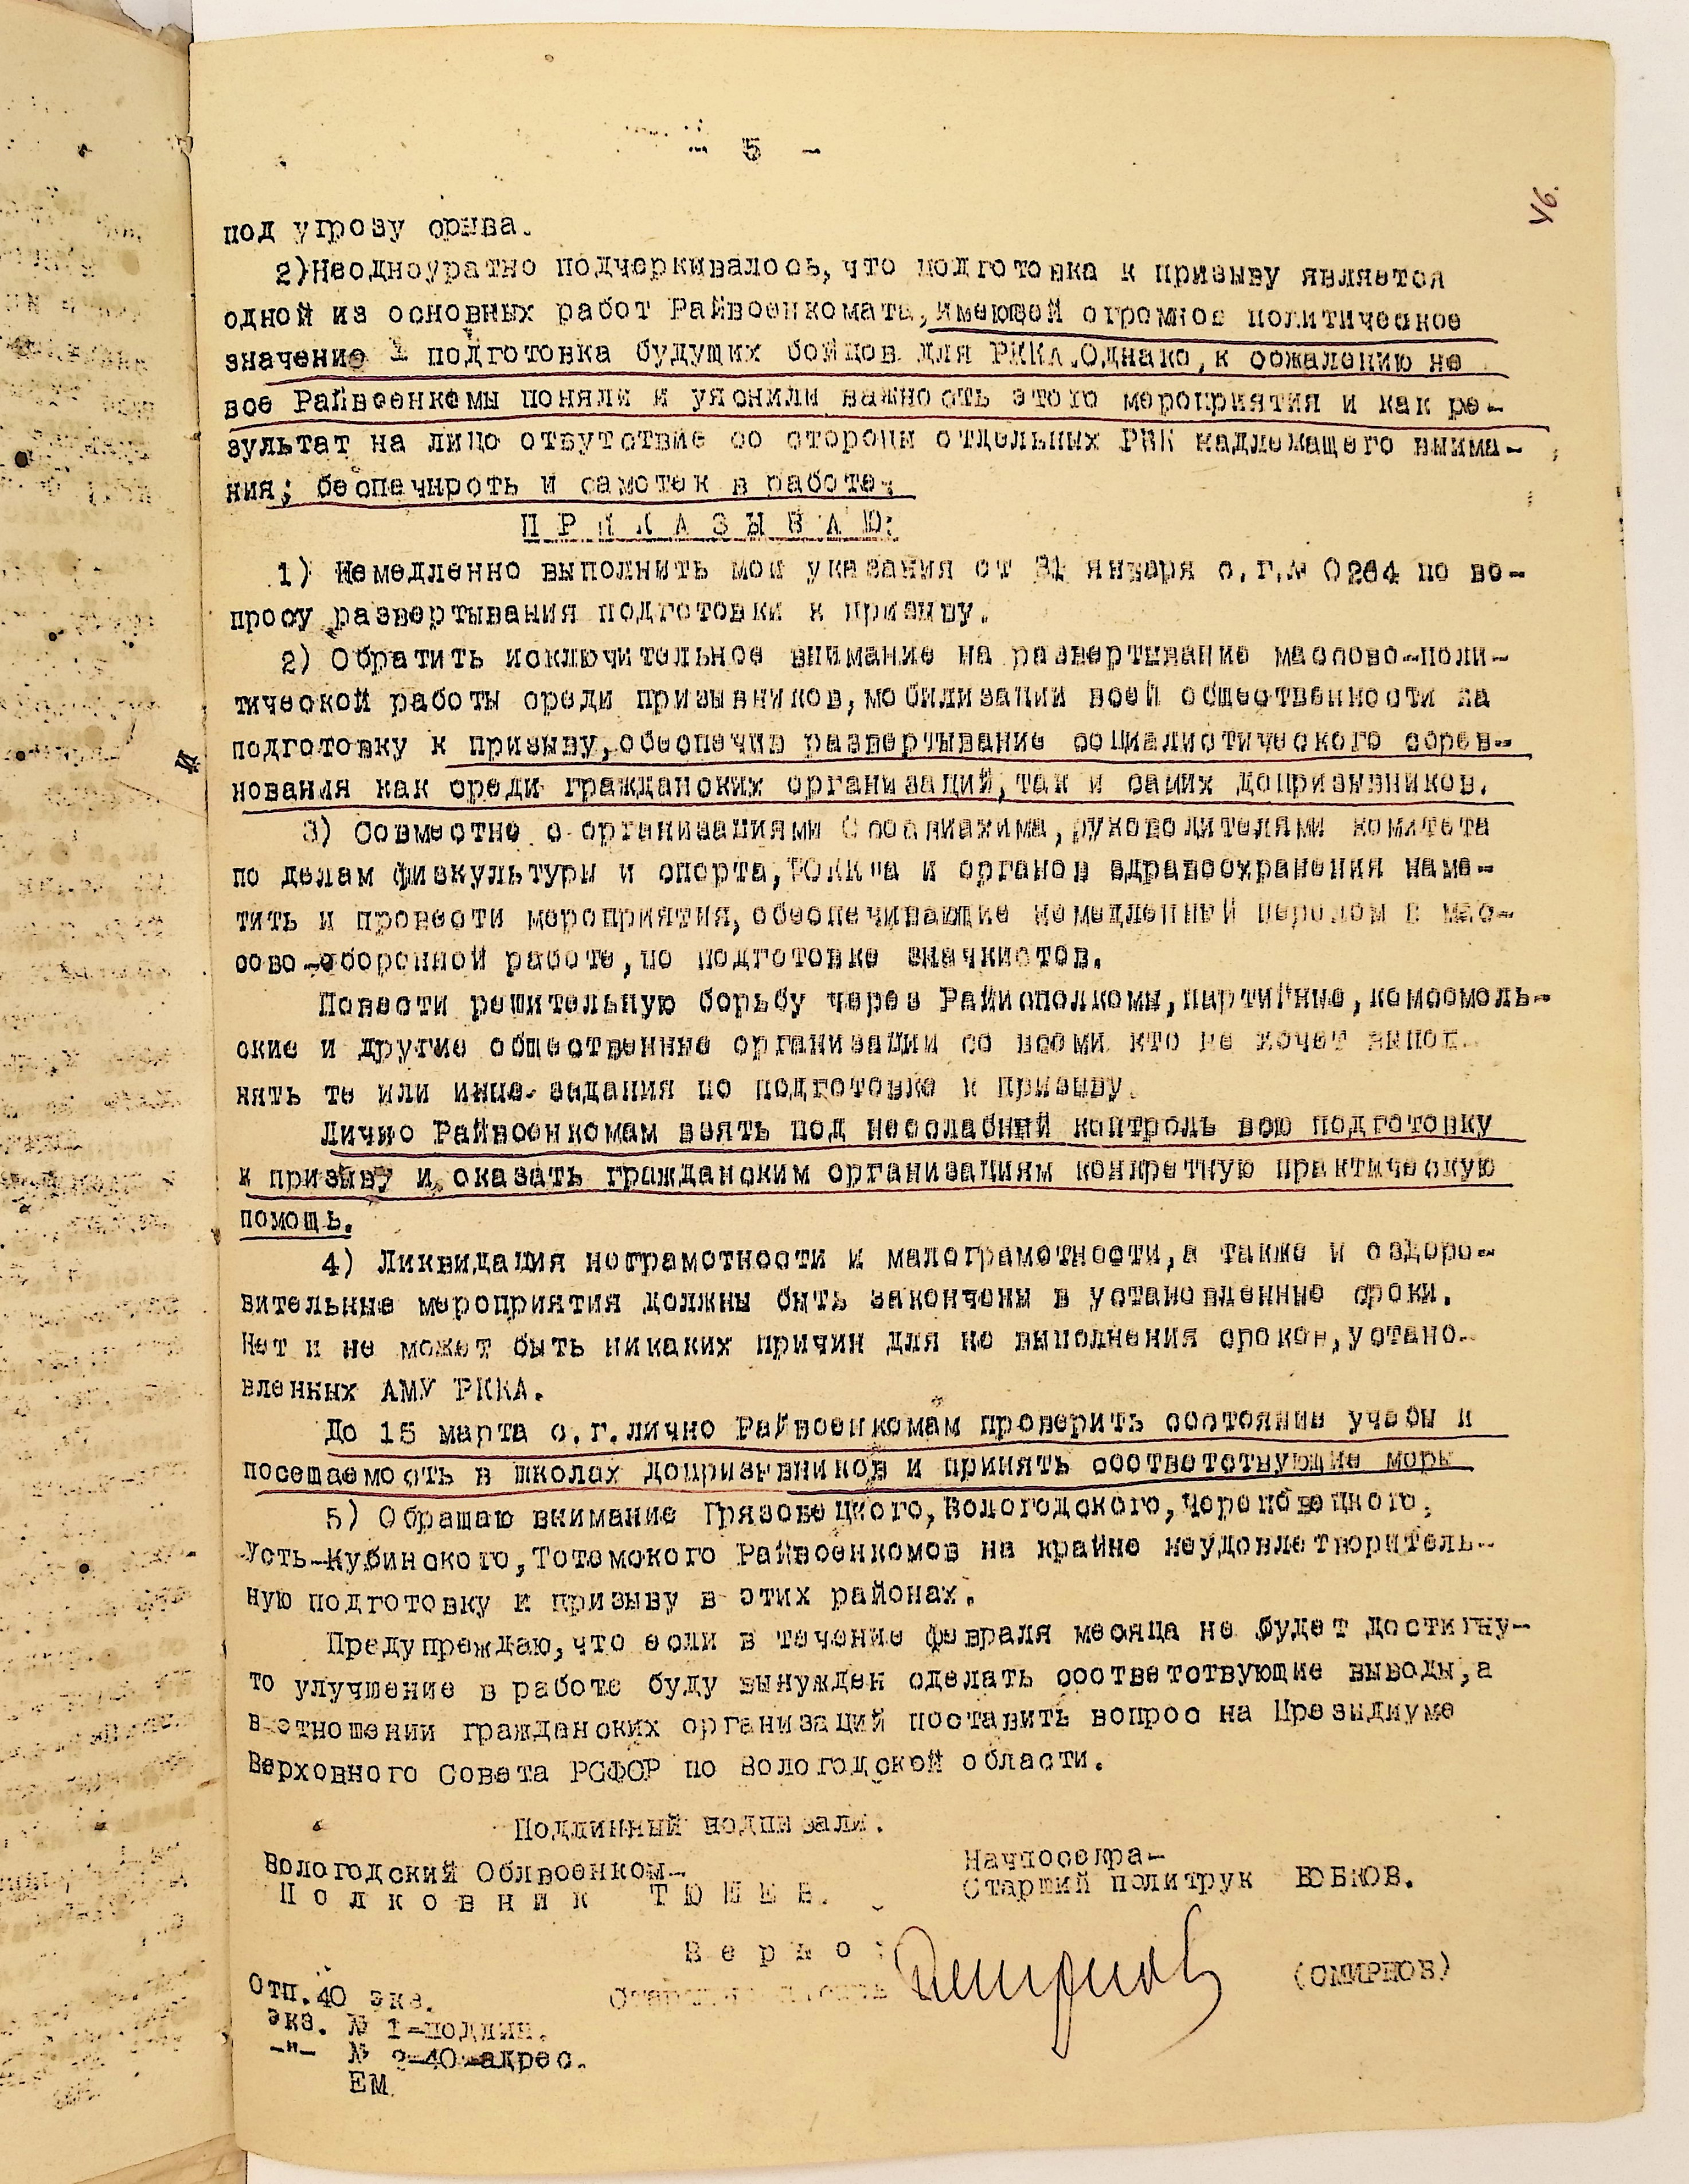 - 5 -
46.
под угрозу срыва.
2)Неоднократно подчеркивалось, что подготовка к призыву является
одной из основных работ Райвоенкомата, имеющей огромное политическое
значение подготовка будущих бойцов для РККА. Однако, к сожалению не
все Райвоенкомы поняли и уяснили важность этого мероприятия и как ре-
зультат на лицо отсутствие со стороны отдельных РВК надлежащего внима-
ния; беспечность и самотек в работе.
П Р И К А З Ы В А Ю:
1) Немедленно выполнить мои указания от 31 января с.г.№ 0264 по во-
просу развертывания подготовки к призыву.
2) Обратить исключительное внимание на развертывание массово-поли-
тической работы среди призывников, мобилизации всей общественности на
подготовку к призыву, обеспечив развертывание социалистического сорев-
нования как среди гражданских организаций, так и самих допризывников.
3) Совместно с организациями Осоавиахима, руководителями комитета
по делам физкультуры и спорта, РОКК"а и органов здравоохранения наме-
тить и провести мероприятия, обеспечивающие немедленный перелом в мас-
сово-оборонной работе, по подготовке значкистов.
Повести решительную борьбу через Райисполкомы, партийные, комсомоль-
ские и другие общественные организации со всеми кто не хочет выпол-
нять те или иные задания по подготовке к призыву.
Лично Райвоенкомам взять под неослабный контроль всю подготовку
к призыву и оказать гражданским организациям конкретную практическую
помощь.
4) Ликвидация неграмотности и малограмотности, а также и оздоро-
вительные мероприятия должны быть закончены в установленные сроки.
Нет и не может быть никаких причин для не выполнения сроков, устано-
вленных АМУ РККА.
До 15 марта с.г. лично Райвоенкомам проверить состояние учебы и
посещаемость в школах допризывников и принять соответствующие меры
5) Обращаю внимание Грязовецкого, Вологодского, Череповецкого,
Усть-Кубинского, Тотемского Райвоенкомов на крайне неудовлетворитель-
ную подготовку к призыву в этих районах.
Предупреждаю, что если в течение февраля месяца не будет достигну-
то улучшение в работе буду вынужден сделать соответствующие выводы, а
в отношении гражданских организаций поставить вопрос на Президиуме
Верховного Совета РСФСР по Вологодской области.
Подлинный подписали.
Вологодский Облвоенком-
П о л к о в н и к Т Ю Ш Е В.
Начпосекра-
Старший политрук ЮБКОВ.
В е р н о :
(СМИРНОВ)
Отп. 40 экз.
экз. № 1-подлин.
-"- № 2-40-адрес.
ЕМ